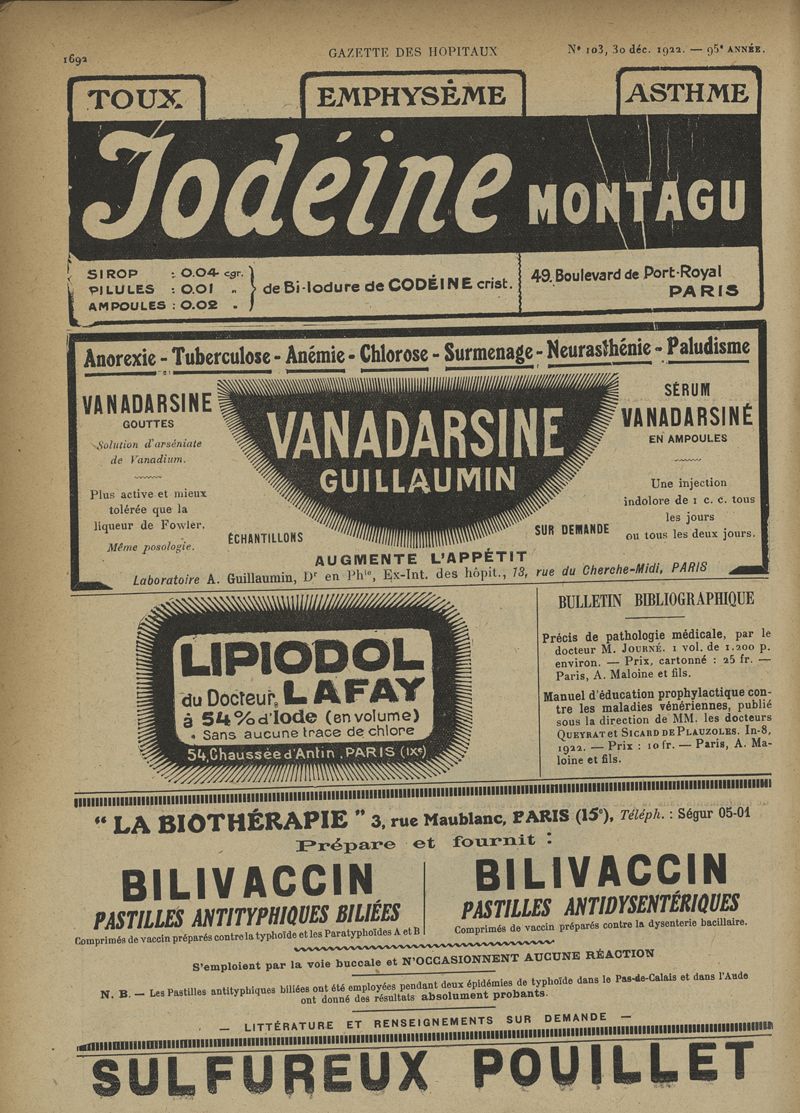 1692
GAZETTE DES HOPITAUX
N° 103, 30 déc. 1922. — 95e ANNÉE.
TOUX
EMPHYSÈME
ASTHME
Iodéine MONTAGU
SIROP : 0.04 cgr.
PILULES : 0.01 "
AMPOULES : 0.02 "
de Bi-Iodure de CODÉINE crist.
49, Boulevard de Port-Royal
PARIS
Anorexie - Tuberculose - Anémie - Chlorose - Surmenage - Neurasthénie - Paludisme
VANADARSINE
GOUTTES
Solution d'arséniate
de Vanadium.
Plus active et mieux
tolérée que la
liqueur de Fowler.
Même posologie.
VANADARSINE
GUILLAUMIN
SÉRUM
VANADARSINÉ
EN AMPOULES
Une injection
indolore de 1 c. c. tous
les jours
ou tous les deux jours.
ÉCHANTILLONS
SUR DEMANDE
AUGMENTE L'APPÉTIT
Laboratoire A. Guillaumin, Dr en Phie, Ex-Int. des hôpit., 13, rue du Cherche-Midi, PARIS
LIPIODOL
du Docteur LAFAY
à 54% d'Iode (en volume)
Sans aucune trace de chlore
54, Chaussée d'Antin, PARIS (IXe)
BULLETIN BIBLIOGRAPHIQUE
Précis de pathologie médicale, par le
docteur M. JOURNÉ. 1 vol. de 1.200 p.
environ. — Prix, cartonné : 25 fr. —
Paris, A. Maloine et fils.
Manuel d'éducation prophylactique con-
tre les maladies vénériennes, publié
sous la direction de MM. les docteurs
QUEYRAT et SICARD DE PLAUZOLES. In-8,
1922. — Prix : 10 fr. — Paris, A. Ma-
loine et fils.
" LA BIOTHÉRAPIE " 3, rue Maublanc, PARIS (15e), Téléph. : Ségur 05-01
Prépare et fournit :
BILIVACCIN
PASTILLES ANTITYPHIQUES BILIÉES
Comprimés de vaccin préparés contre la typhoïde et les Paratyphoïdes A et B
BILIVACCIN
PASTILLES ANTIDYSENTÉRIQUES
Comprimés de vaccin préparés contre la dysenterie bacillaire.
S'emploient par la voie buccale et N'OCCASIONNENT AUCUNE RÉACTION
N. B. — Les Pastilles antityphiques biliées ont été employées pendant deux épidémies de typhoïde dans le Pas-de-Calais et dans l'Aude
ont donné des résultats absolument probants.
— LITTÉRATURE ET RENSEIGNEMENTS SUR DEMANDE —
SULFUREUX POUILLET